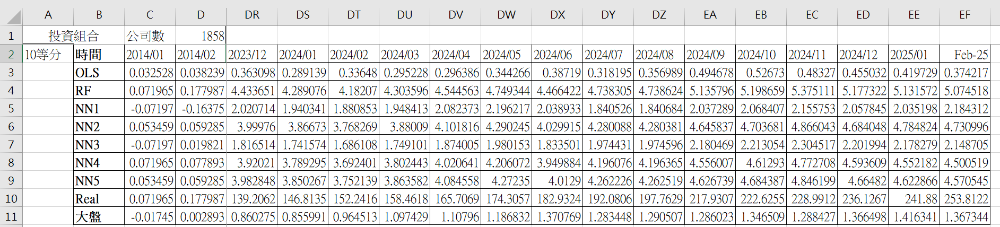 A B C D DR DS DT DU DV DW DX DY DZ EA EB EC ED EE EF
1 投資組合 公司數 1858
2 10等分 時間 2014/01 2014/02 2023/12 2024/01 2024/02 2024/03 2024/04 2024/05 2024/06 2024/07 2024/08 2024/09 2024/10 2024/11 2024/12 2025/01 Feb-25
3 OLS 0.032528 0.038239 0.363098 0.289139 0.33648 0.295228 0.296386 0.344266 0.38719 0.318195 0.356989 0.494678 0.52673 0.48327 0.455032 0.419729 0.374217
4 RF 0.071965 0.177987 4.433651 4.289076 4.18207 4.303596 4.544563 4.749344 4.466422 4.738305 4.738624 5.135796 5.198659 5.375111 5.177322 5.131572 5.074518
5 NN1 -0.07197 -0.16375 2.020714 1.940341 1.880853 1.948413 2.082373 2.196217 2.038933 1.840526 1.840684 2.037289 2.068407 2.155753 2.057845 2.035198 2.184312
6 NN2 0.053459 0.059285 3.99976 3.86673 3.768269 3.88009 4.101816 4.290245 4.029915 4.280088 4.280381 4.645837 4.703681 4.866043 4.684048 4.784824 4.730996
7 NN3 -0.07197 0.019821 1.816514 1.741574 1.686108 1.749101 1.874005 1.980153 1.833501 1.974431 1.974596 2.180469 2.213054 2.304517 2.201994 2.178279 2.148705
8 NN4 0.071965 0.077893 3.92021 3.789295 3.692401 3.802443 4.020641 4.206072 3.949884 4.196076 4.196365 4.556007 4.61293 4.772708 4.593609 4.552182 4.500519
9 NN5 0.053459 0.059285 3.982848 3.850267 3.752139 3.863582 4.084558 4.27235 4.0129 4.262226 4.262519 4.626739 4.684387 4.846199 4.66482 4.622866 4.570545
10 Real 0.071965 0.177987 139.2062 146.8135 152.2416 158.4618 165.7069 174.3057 182.9324 192.0806 197.7629 217.9307 222.6255 228.9912 236.1267 241.88 253.8122
11 大盤 -0.01745 0.002893 0.860275 0.855991 0.964513 1.097429 1.10796 1.186832 1.370769 1.283448 1.290507 1.286023 1.346509 1.288427 1.366498 1.416341 1.367344